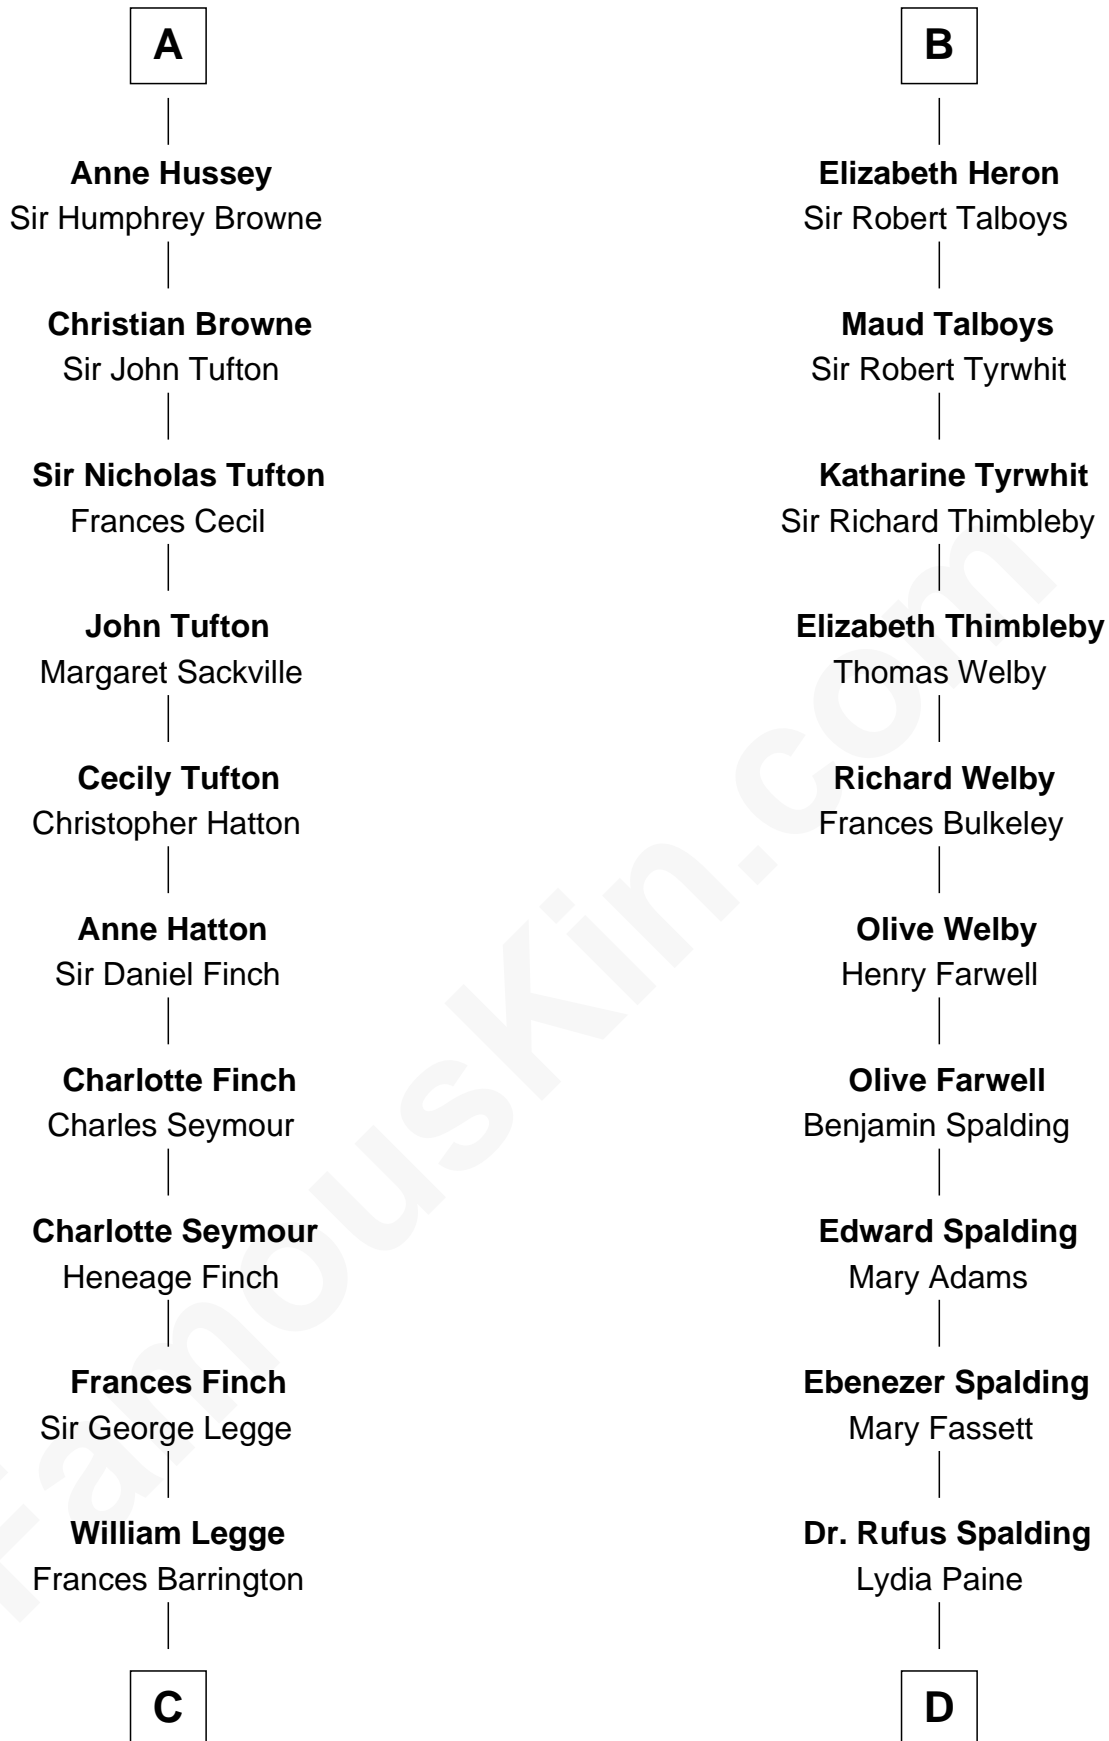 A
Anne Hussey
Sir Humphrey Browne
Christian Browne
Sir John Tufton
Sir Nicholas Tufton
Frances Cecil
John Tufton
Margaret Sackville
Cecily Tufton
Christopher Hatton
Anne Hatton
Sir Daniel Finch
Charlotte Finch
Charles Seymour
Charlotte Seymour
Heneage Finch
Frances Finch
Sir George Legge
William Legge
Frances Barrington
C
B
Elizabeth Heron
Sir Robert Talboys
Maud Talboys
Sir Robert Tyrwhit
Katharine Tyrwhit
Sir Richard Thimbleby
Elizabeth Thimbleby
Thomas Welby
Richard Welby
Frances Bulkeley
Olive Welby
Henry Farwell
Olive Farwell
Benjamin Spalding
Edward Spalding
Mary Adams
Ebenezer Spalding
Mary Fassett
Dr. Rufus Spalding
Lydia Paine
D
FamousKin.com